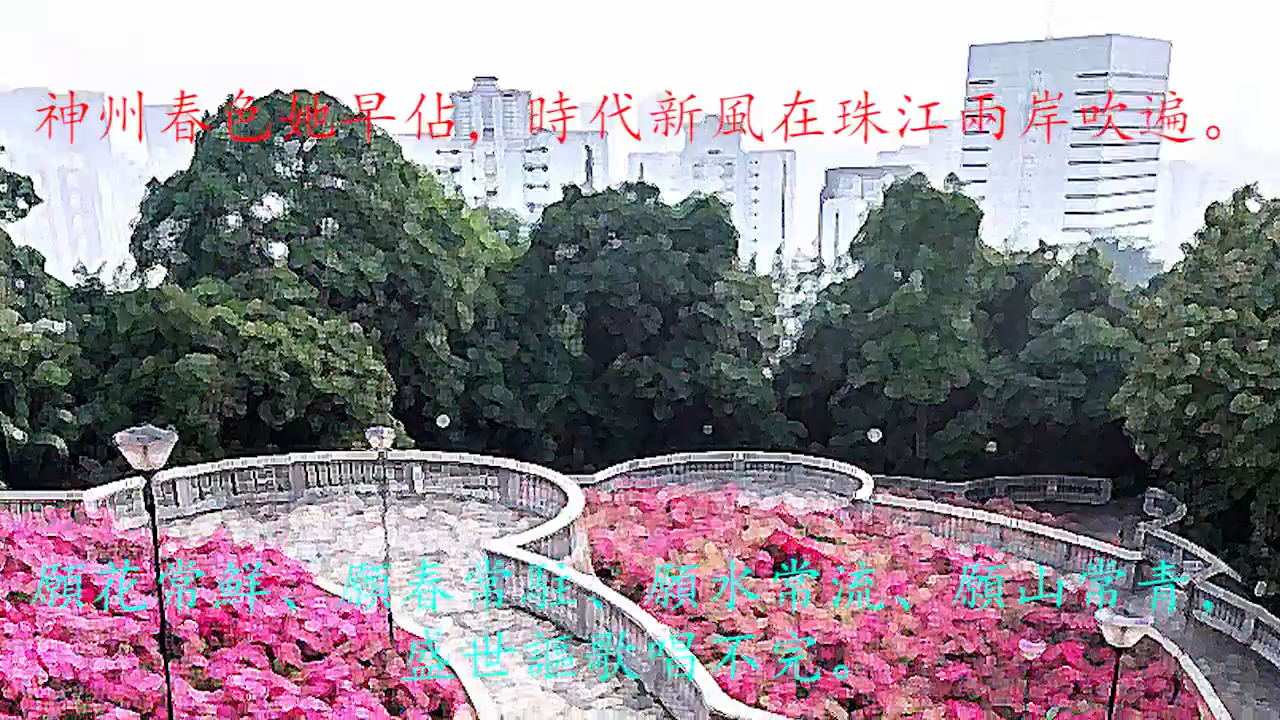 神州春色她早佔，時代新風在珠江兩岸吹遍。
願花常鮮、願春常駐、願水常流、願山常青，
盛世謳歌唱不完。